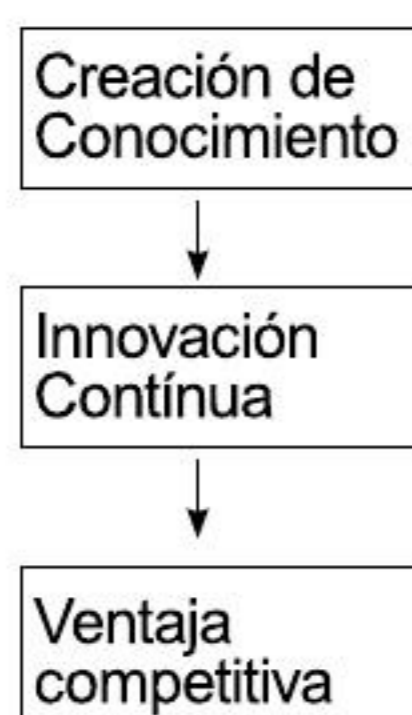 Creación de
Conocimiento
Innovación
Contínua
Ventaja
competitiva